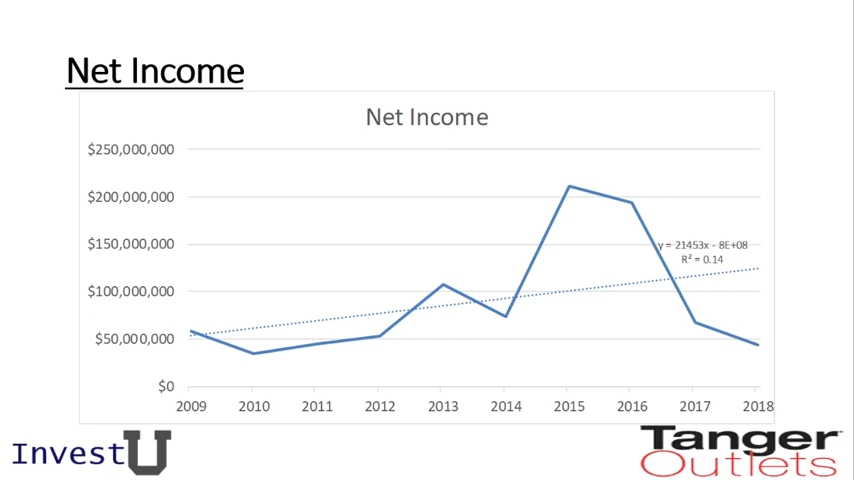 Net Income
Net Income
$250,000,000
$200,000,000
$150,000,000
y = 21453x - 8E+08
R² = 0.14
$100,000,000
$50,000,000
$0
2009 2010 2011 2012 2013 2014 2015 2016 2017 2018
Invest U
Tanger
Outlets